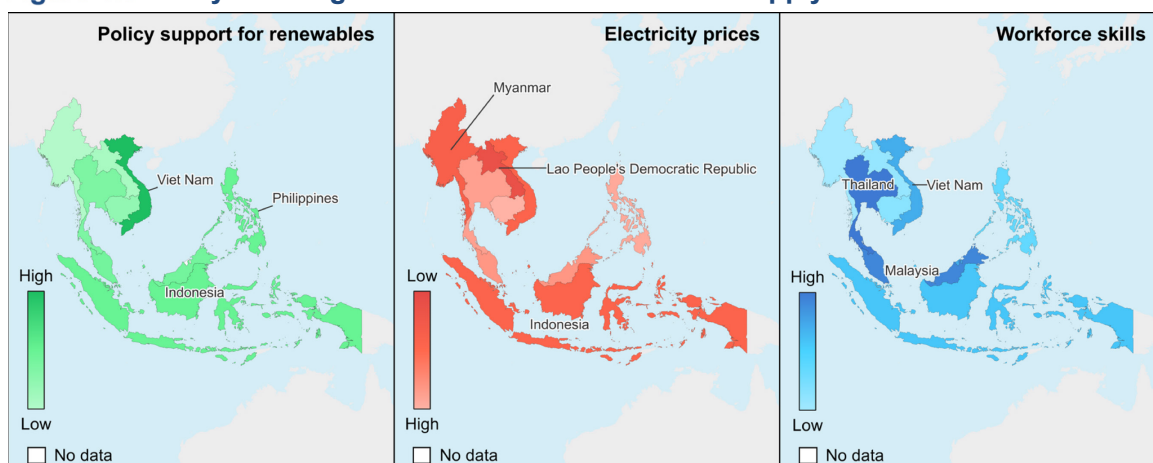 Policy support for renewables
Viet Nam
Philippines
Indonesia
High
Low
No data
Electricity prices
Myanmar
Lao People's Democratic Republic
Indonesia
Low
High
No data
Workforce skills
Thailand
Viet Nam
Malaysia
High
Low
No data